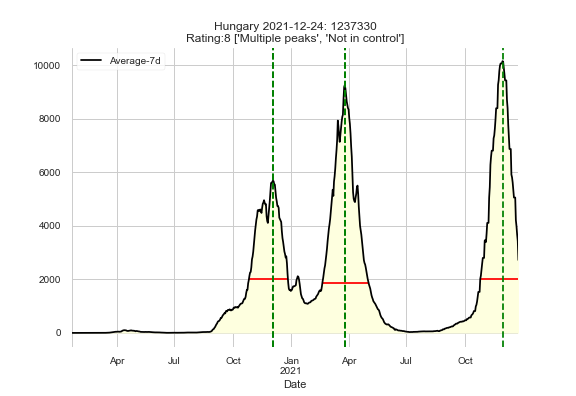 Hungary 2021-12-24: 1237330
Rating:8 ['Multiple peaks', 'Not in control']
Average-7d
10000
8000
6000
4000
2000
0
Apr
Jul
Oct
Jan
2021
Apr
Jul
Oct
Date